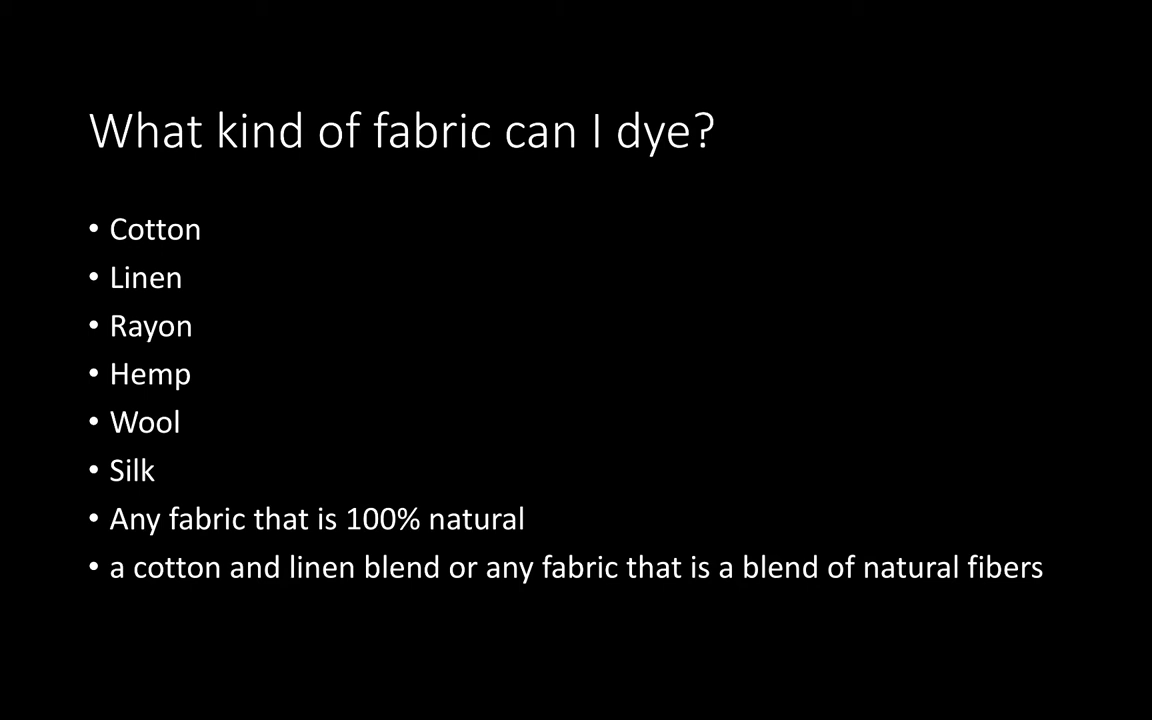 What kind of fabric can I dye?
• Cotton
• Linen
• Rayon
• Hemp
• Wool
• Silk
• Any fabric that is 100% natural
• a cotton and linen blend or any fabric that is a blend of natural fibers